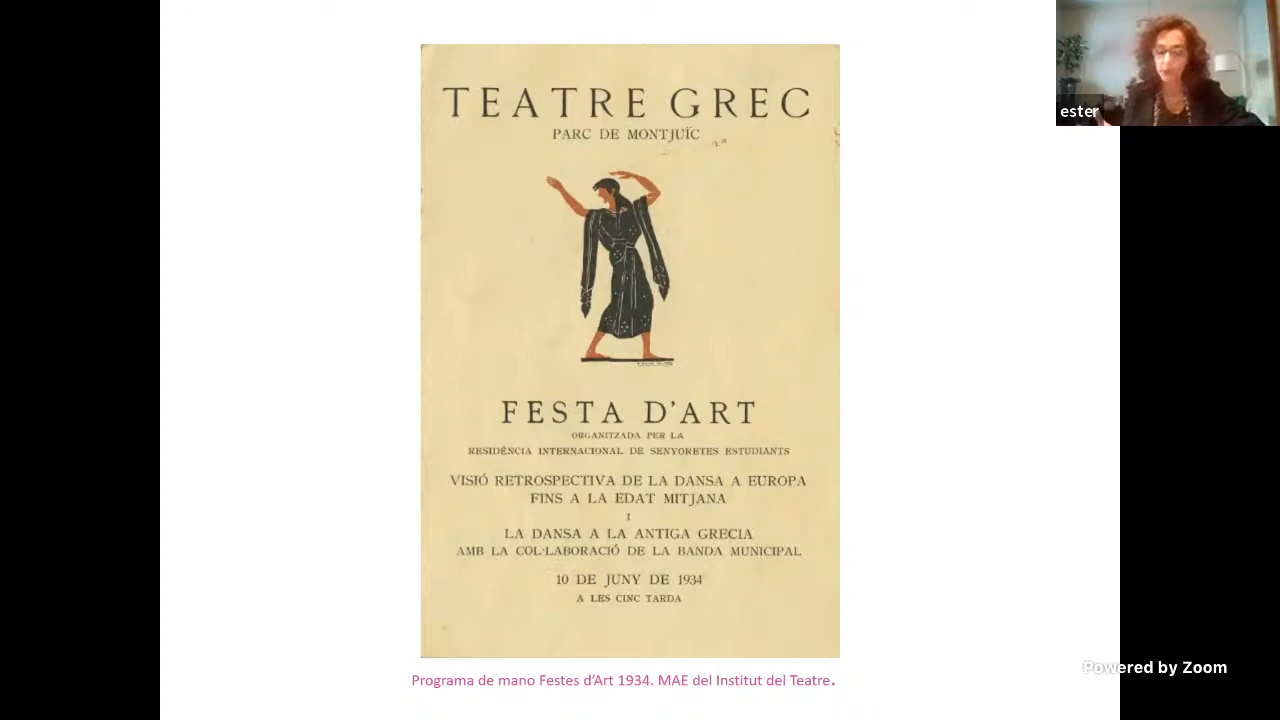 TEATRE GREC
PARC DE MONTJUÏC
FESTA D'ART
ORGANITZADA PER LA
RESIDÈNCIA INTERNACIONAL DE SENYORETES ESTUDIANTS
VISIÓ RETROSPECTIVA DE LA DANSA A EUROPA
FINS A LA EDAT MITJANA
I
LA DANSA A LA ANTIGA GRECIA
AMB LA COL·LABORACIÓ DE LA BANDA MUNICIPAL
10 DE JUNY DE 1934
A LES CINC TARDA
Programa de mano Festes d'Art 1934. MAE del Institut del Teatre.
ester
Powered by Zoom